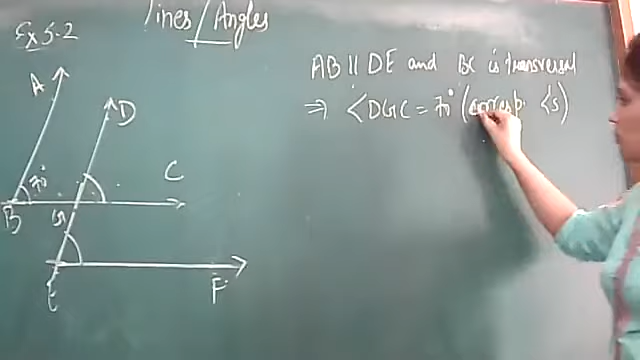 Lines/Angles
Ex 5.2
AB || DE and BC is transversal
⇒ ∠DGC = 70° (corresp. ∠s)
A
D
C
70°
B
G
E
F